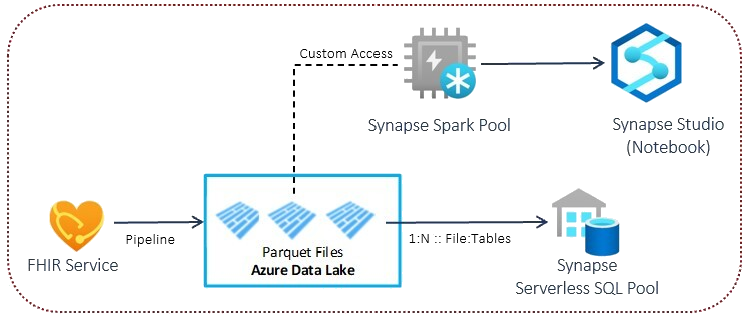 Custom Access
Synapse Spark Pool
Synapse Studio
(Notebook)
FHIR Service
Pipeline
Parquet Files
Azure Data Lake
1:N :: File:Tables
Synapse
Serverless SQL Pool